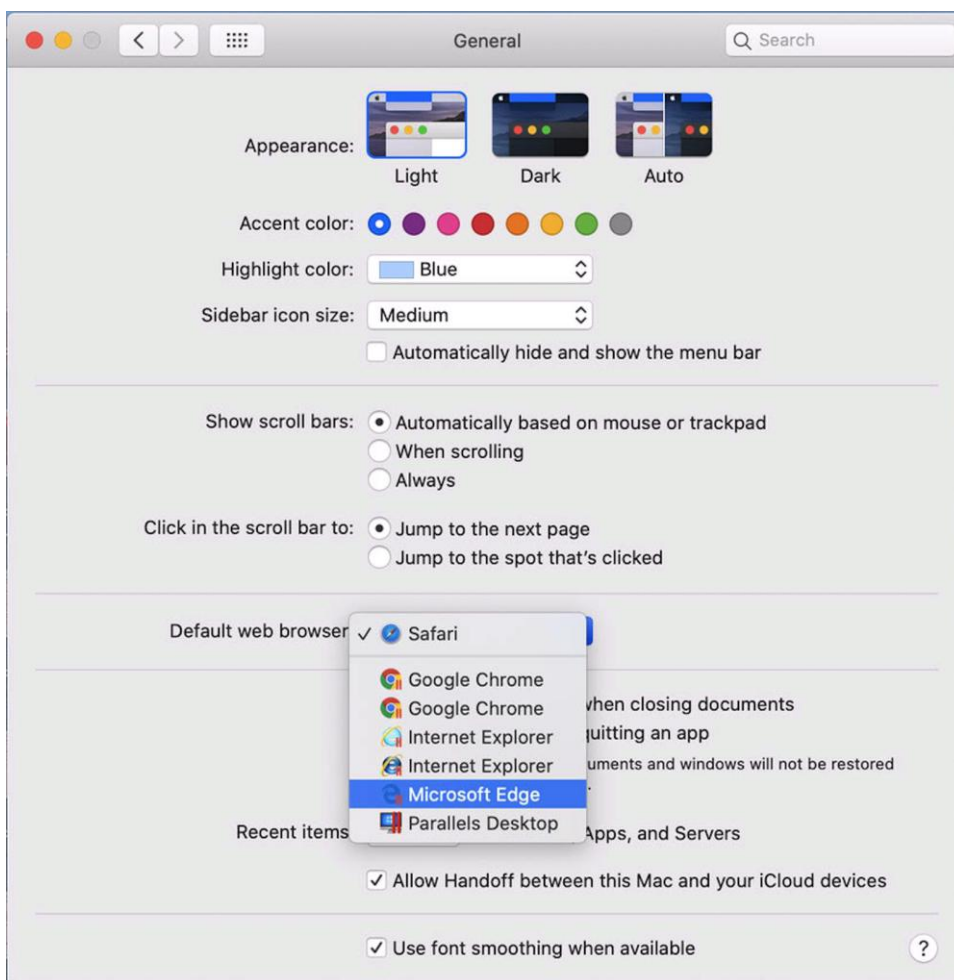 General
Search
Appearance:
Light
Dark
Auto
Accent color:
Highlight color:
Blue
Sidebar icon size:
Medium
Automatically hide and show the menu bar
Show scroll bars:
Automatically based on mouse or trackpad
When scrolling
Always
Click in the scroll bar to:
Jump to the next page
Jump to the spot that's clicked
Default web browser
Safari
Google Chrome
Google Chrome
when closing documents
Internet Explorer
quitting an app
Internet Explorer
uments and windows will not be restored
Microsoft Edge
Parallels Desktop
Recent items
Apps, and Servers
Allow Handoff between this Mac and your iCloud devices
Use font smoothing when available
?